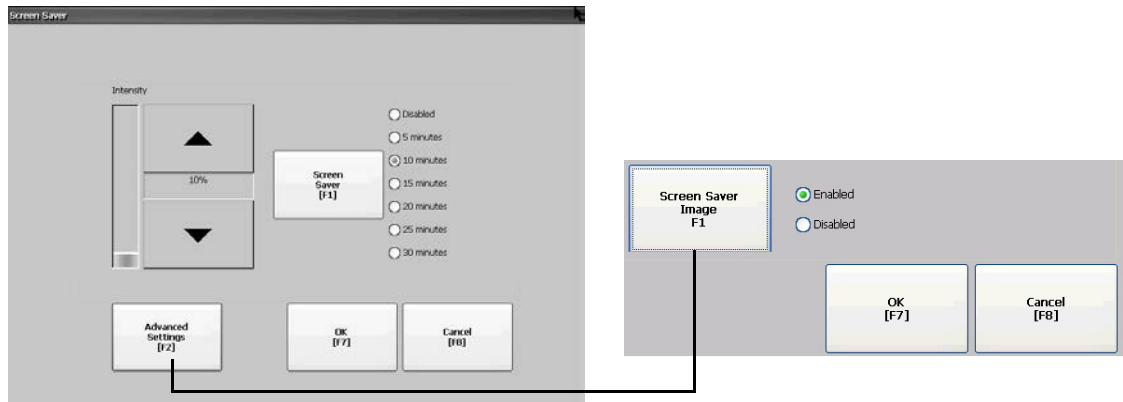 Screen Saver
Intensity
10%
Screen
Saver
[F1]
Disabled
5 minutes
10 minutes
15 minutes
20 minutes
25 minutes
30 minutes
Advanced
Settings
[F2]
OK
[F7]
Cancel
[F8]
Screen Saver
Image
F1
Enabled
Disabled
OK
[F7]
Cancel
[F8]